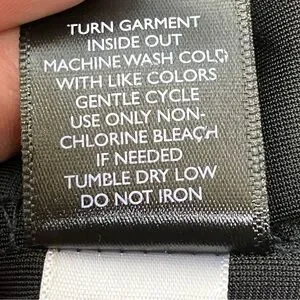 TURN GARMENT
INSIDE OUT
MACHINE WASH COLD
WITH LIKE COLORS
GENTLE CYCLE
USE ONLY NON-
CHLORINE BLEACH
IF NEEDED
TUMBLE DRY LOW
DO NOT IRON